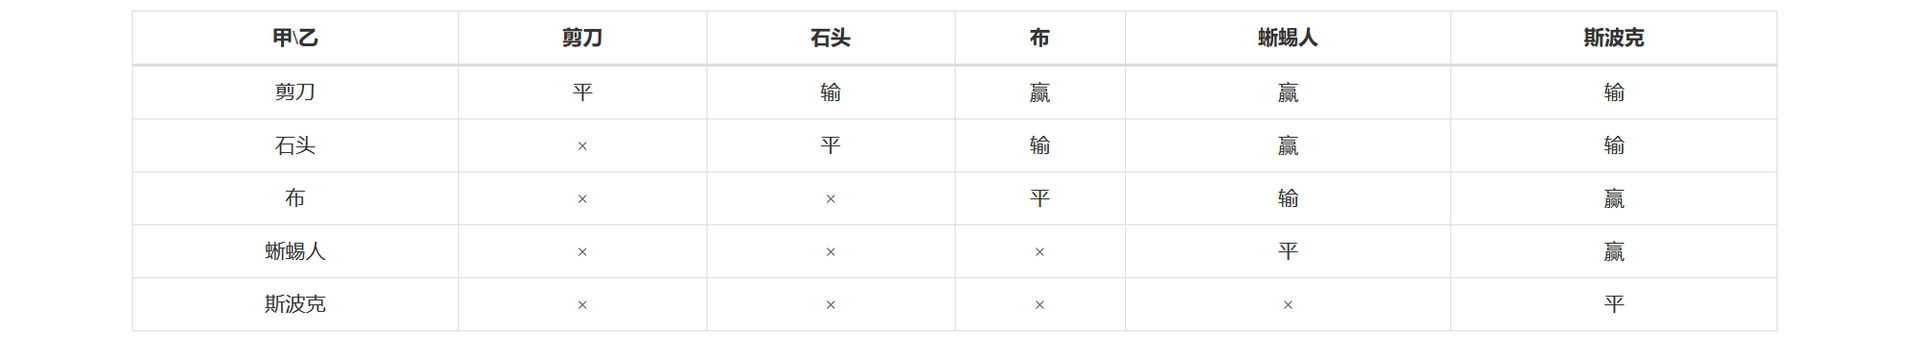 甲\乙 剪刀 石头 布 蜥蜴人 斯波克
剪刀 平 输 赢 赢 输
石头 × 平 输 赢 输
布 × × 平 输 赢
蜥蜴人 × × × 平 赢
斯波克 × × × × 平